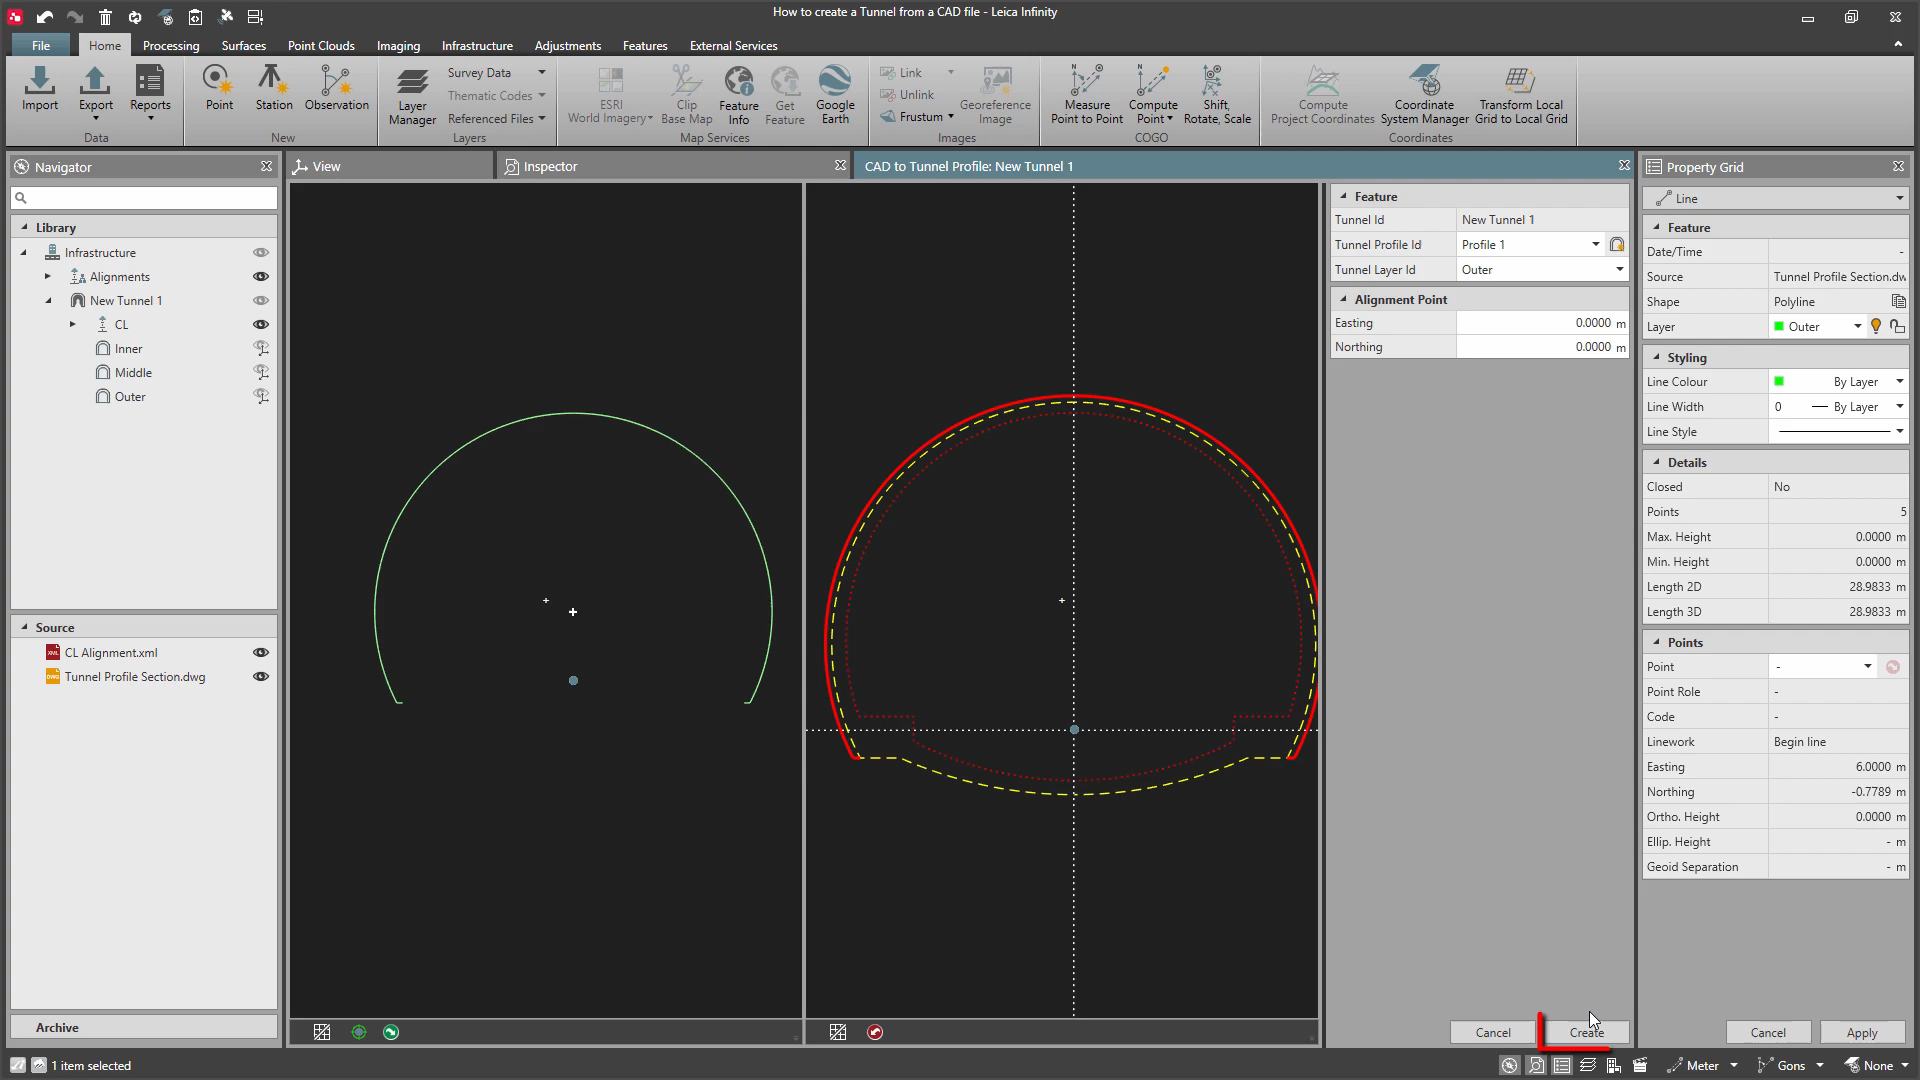 How to create a Tunnel from a CAD file - Leica Infinity
File
Home
Processing
Surfaces
Point Clouds
Imaging
Infrastructure
Adjustments
Features
External Services
Import
Export
Reports
Data
Point
Station
Observation
New
Layer Manager
Survey Data
Thematic Codes
Referenced Files
Layers
ESRI World Imagery
Clip Base Map
Feature Info
Get Feature
Google Earth
Map Services
Link
Unlink
Frustum
Georeference Image
Images
Measure Point to Point
Compute Point
Shift, Rotate, Scale
COGO
Compute Project Coordinates
Coordinate System Manager
Transform Local Grid to Local Grid
Coordinates
Navigator
Library
Infrastructure
Alignments
New Tunnel 1
CL
Inner
Middle
Outer
Source
CL Alignment.xml
Tunnel Profile Section.dwg
Archive
View
Inspector
CAD to Tunnel Profile: New Tunnel 1
Feature
Tunnel Id New Tunnel 1
Tunnel Profile Id Profile 1
Tunnel Layer Id Outer
Alignment Point
Easting 0.0000 m
Northing 0.0000 m
Cancel
Create
Property Grid
Line
Feature
Date/Time -
Source Tunnel Profile Section.dw
Shape Polyline
Layer Outer
Styling
Line Colour By Layer
Line Width 0 By Layer
Line Style
Details
Closed No
Points 5
Max. Height 0.0000 m
Min. Height 0.0000 m
Length 2D 28.9833 m
Length 3D 28.9833 m
Points
Point -
Point Role -
Code -
Linework Begin line
Easting 6.0000 m
Northing -0.7789 m
Ortho. Height 0.0000 m
Ellip. Height - m
Geoid Separation - m
Cancel
Apply
1 item selected
Meter
Gons
None